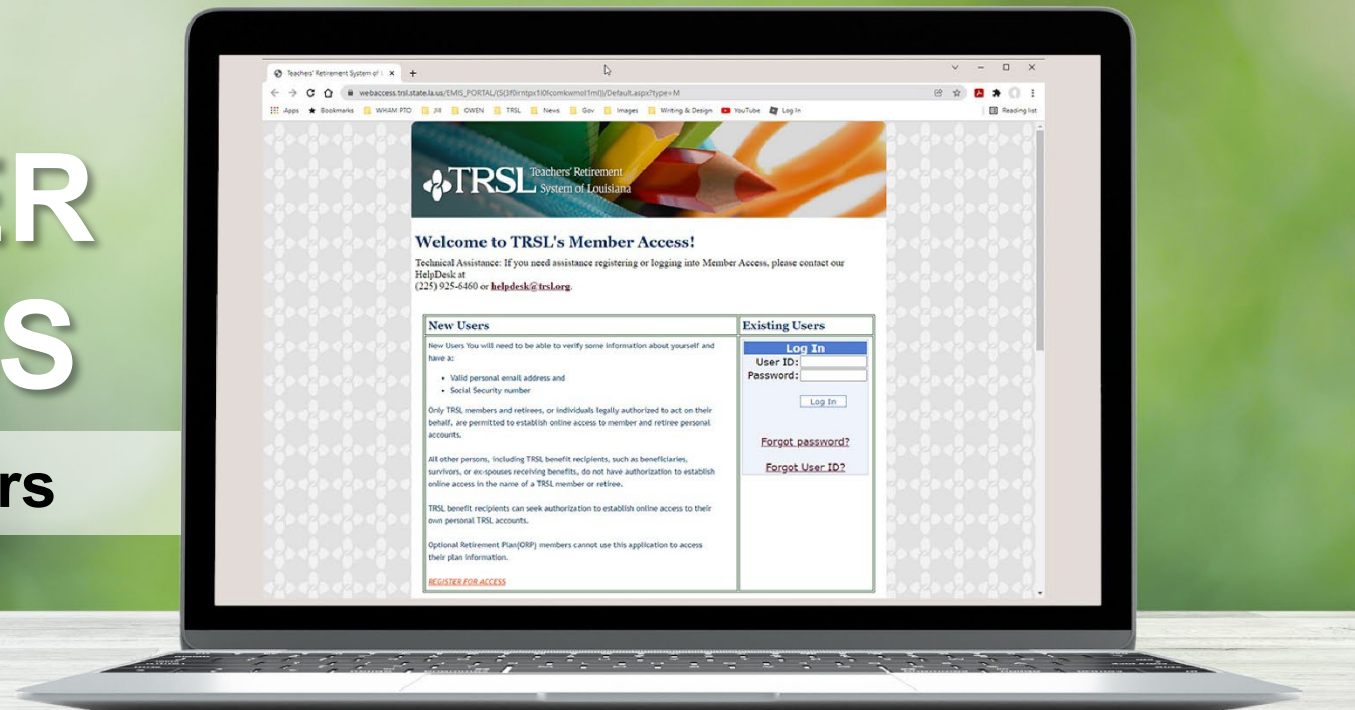 ER
S
rs
Teachers' Retirement System of L
webaccess.trsl.state.la.us/EMIS_PORTAL/(S(3f0irntpx1l0lcomkwmol1ml))/Default.aspx?type=M
Apps Bookmarks WHAM PTO Jill OWEN TRSL News Gov Images Writing & Design YouTube Log In Reading list
TRSL Teachers' Retirement
System of Louisiana
Welcome to TRSL's Member Access!
Technical Assistance: If you need assistance registering or logging into Member Access, please contact our
HelpDesk at
(225) 925-6460 or helpdesk@trsl.org.
New Users
New Users You will need to be able to verify some information about yourself and
have a:
• Valid personal email address and
• Social Security number
Only TRSL members and retirees, or individuals legally authorized to act on their
behalf, are permitted to establish online access to member and retiree personal
accounts.
All other persons, including TRSL benefit recipients, such as beneficiaries,
survivors, or ex-spouses receiving benefits, do not have authorization to establish
online access in the name of a TRSL member or retiree.
TRSL benefit recipients can seek authorization to establish online access to their
own personal TRSL accounts.
Optional Retirement Plan(ORP) members cannot use this application to access
their plan information.
REGISTER FOR ACCESS
Existing Users
Log In
User ID:
Password:
Log In
Forgot password?
Forgot User ID?